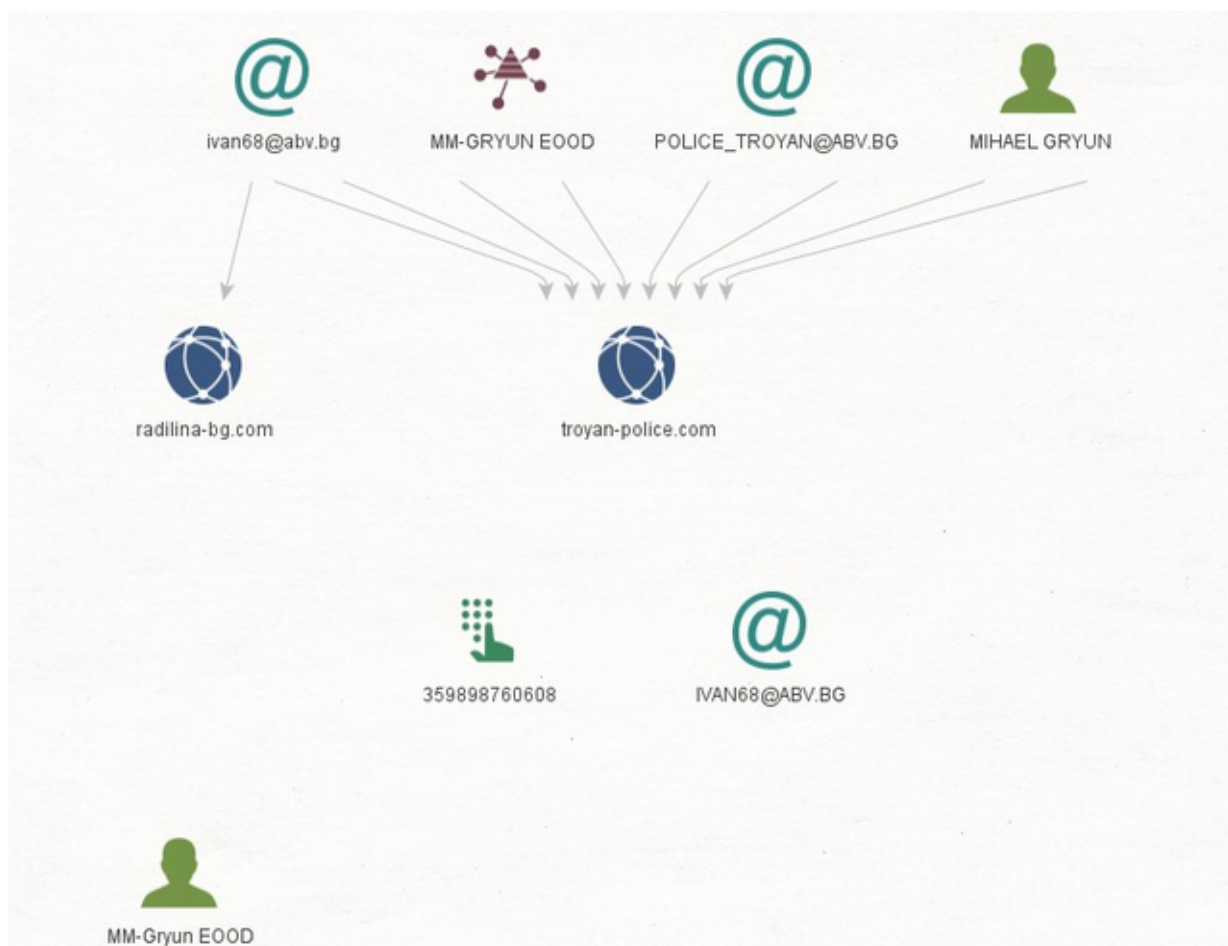 ivan68@abv.bg
MM-GRYUN EOOD
POLICE_TROYAN@ABV.BG
MIHAEL GRYUN
radilina-bg.com
troyan-police.com
359898760608
IVAN68@ABV.BG
MM-Gryun EOOD